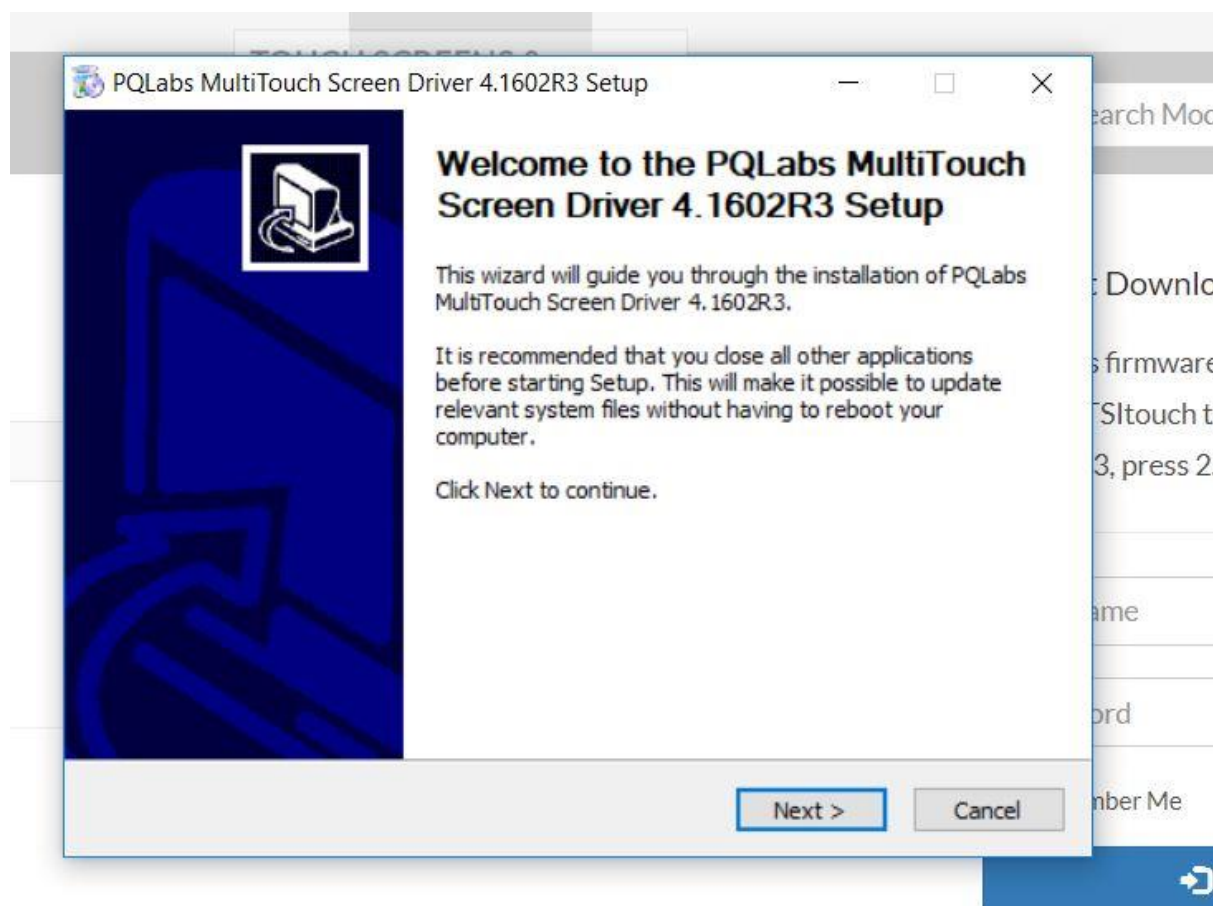 TOUCH SCREENS &
PQLabs MultiTouch Screen Driver 4.1602R3 Setup
Welcome to the PQLabs MultiTouch
Screen Driver 4.1602R3 Setup
This wizard will guide you through the installation of PQLabs
MultiTouch Screen Driver 4.1602R3.
It is recommended that you close all other applications
before starting Setup. This will make it possible to update
relevant system files without having to reboot your
computer.
Click Next to continue.
Next >
Cancel
earch Mod
t Downlo
s firmware
TSItouch t
3, press 2
ame
ord
mber Me